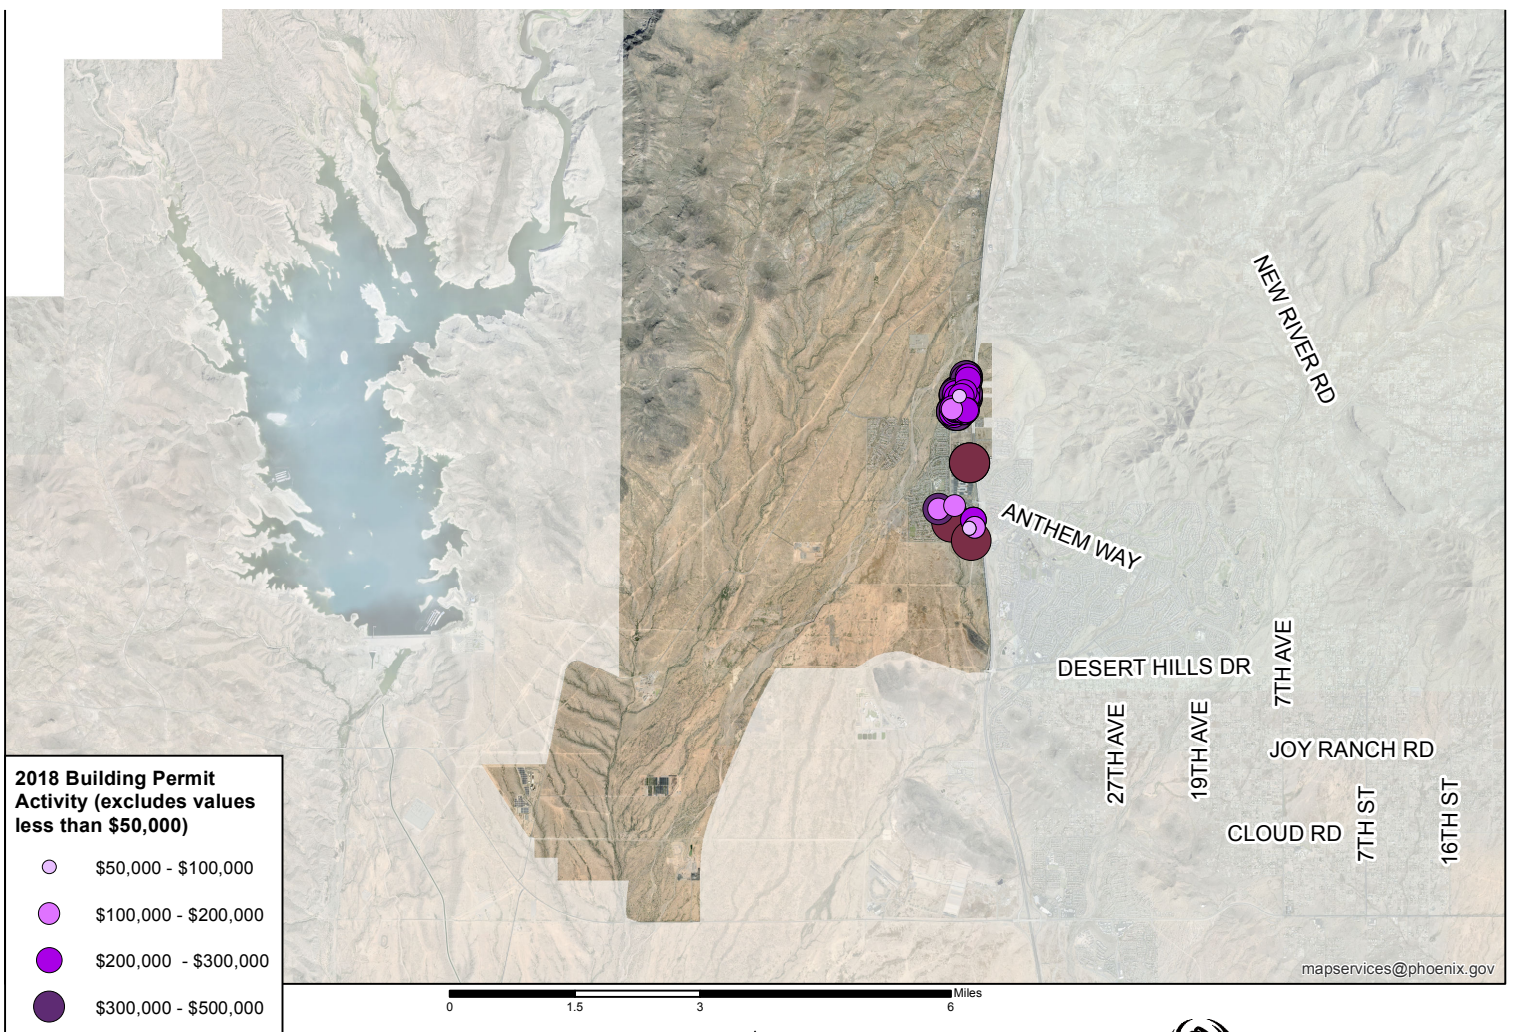 NEW RIVER RD
ANTHEM WAY
DESERT HILLS DR
7TH AVE
27TH AVE
19TH AVE
JOY RANCH RD
CLOUD RD
7TH ST
16TH ST
mapservices@phoenix.gov
2018 Building Permit
Activity (excludes values
less than $50,000)
$50,000 - $100,000
$100,000 - $200,000
$200,000 - $300,000
$300,000 - $500,000
0 1.5 3 6 Miles